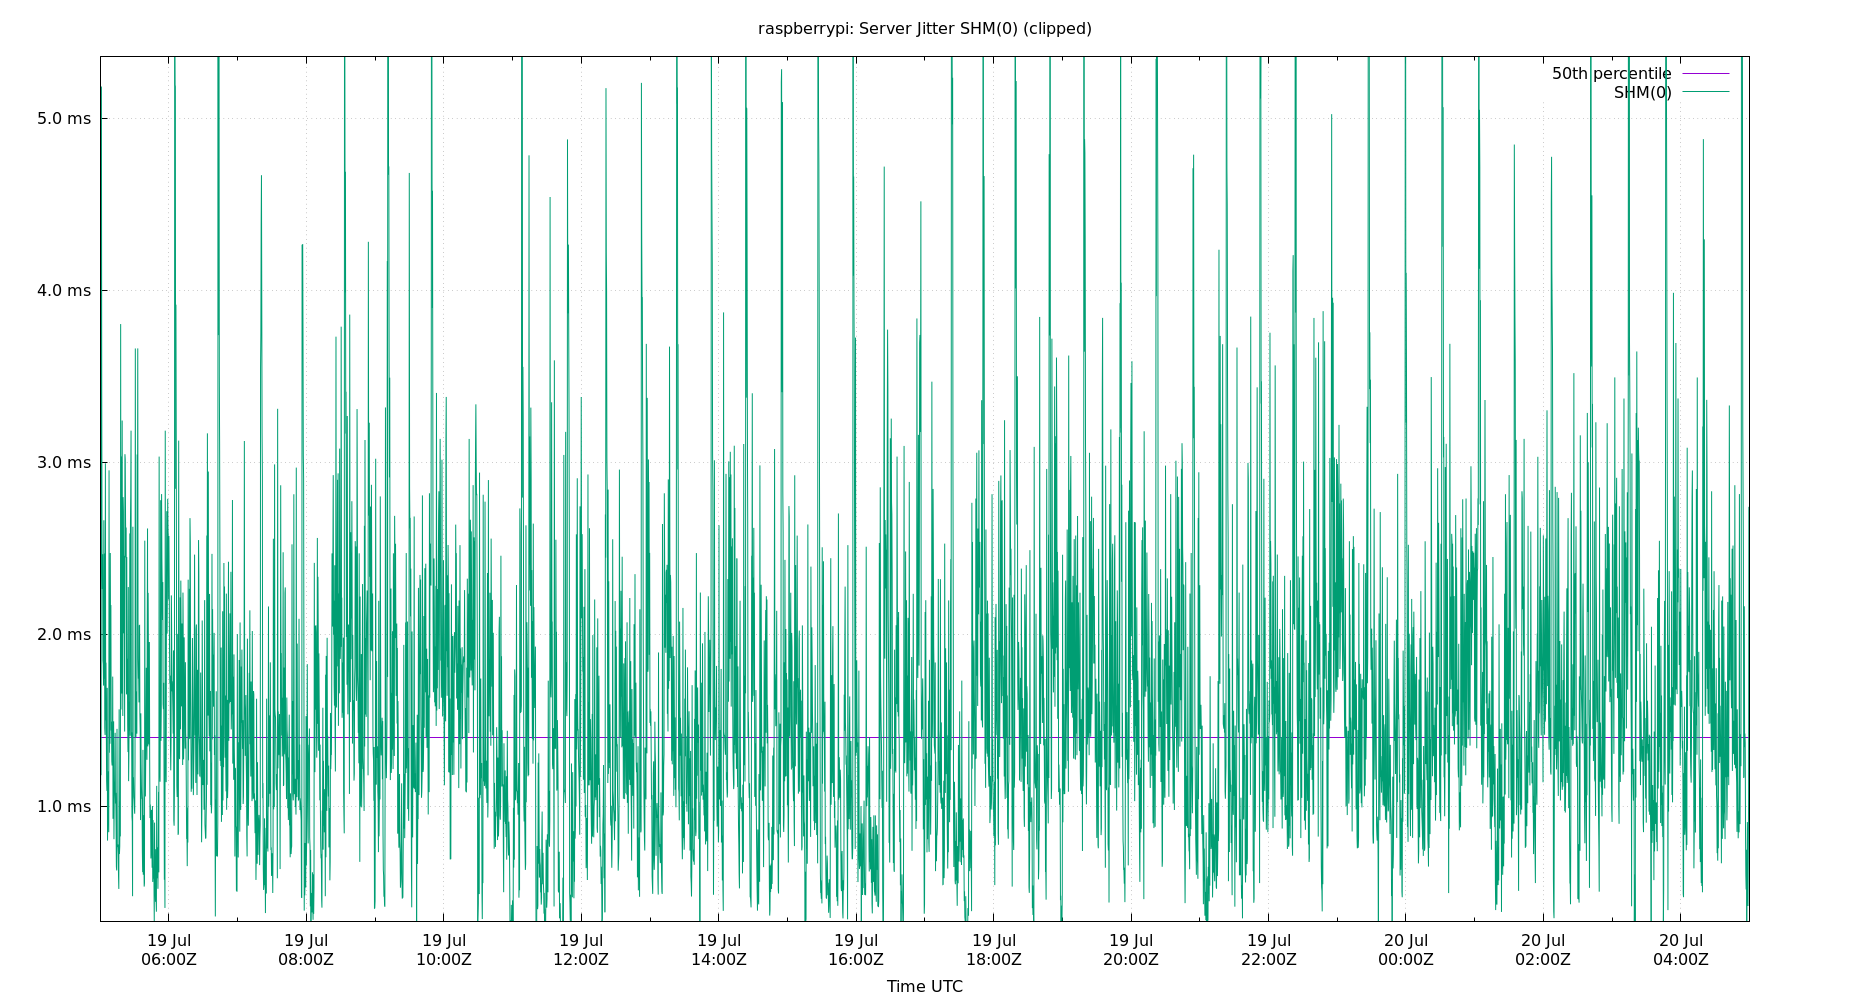 raspberrypi: Server Jitter SHM(0) (clipped)
50th percentile
SHM(0)
5.0 ms
4.0 ms
3.0 ms
2.0 ms
1.0 ms
19 Jul 19 Jul 19 Jul 19 Jul 19 Jul 19 Jul 19 Jul 19 Jul 19 Jul 20 Jul 20 Jul 20 Jul
06:00Z 08:00Z 10:00Z 12:00Z 14:00Z 16:00Z 18:00Z 20:00Z 22:00Z 00:00Z 02:00Z 04:00Z
Time UTC